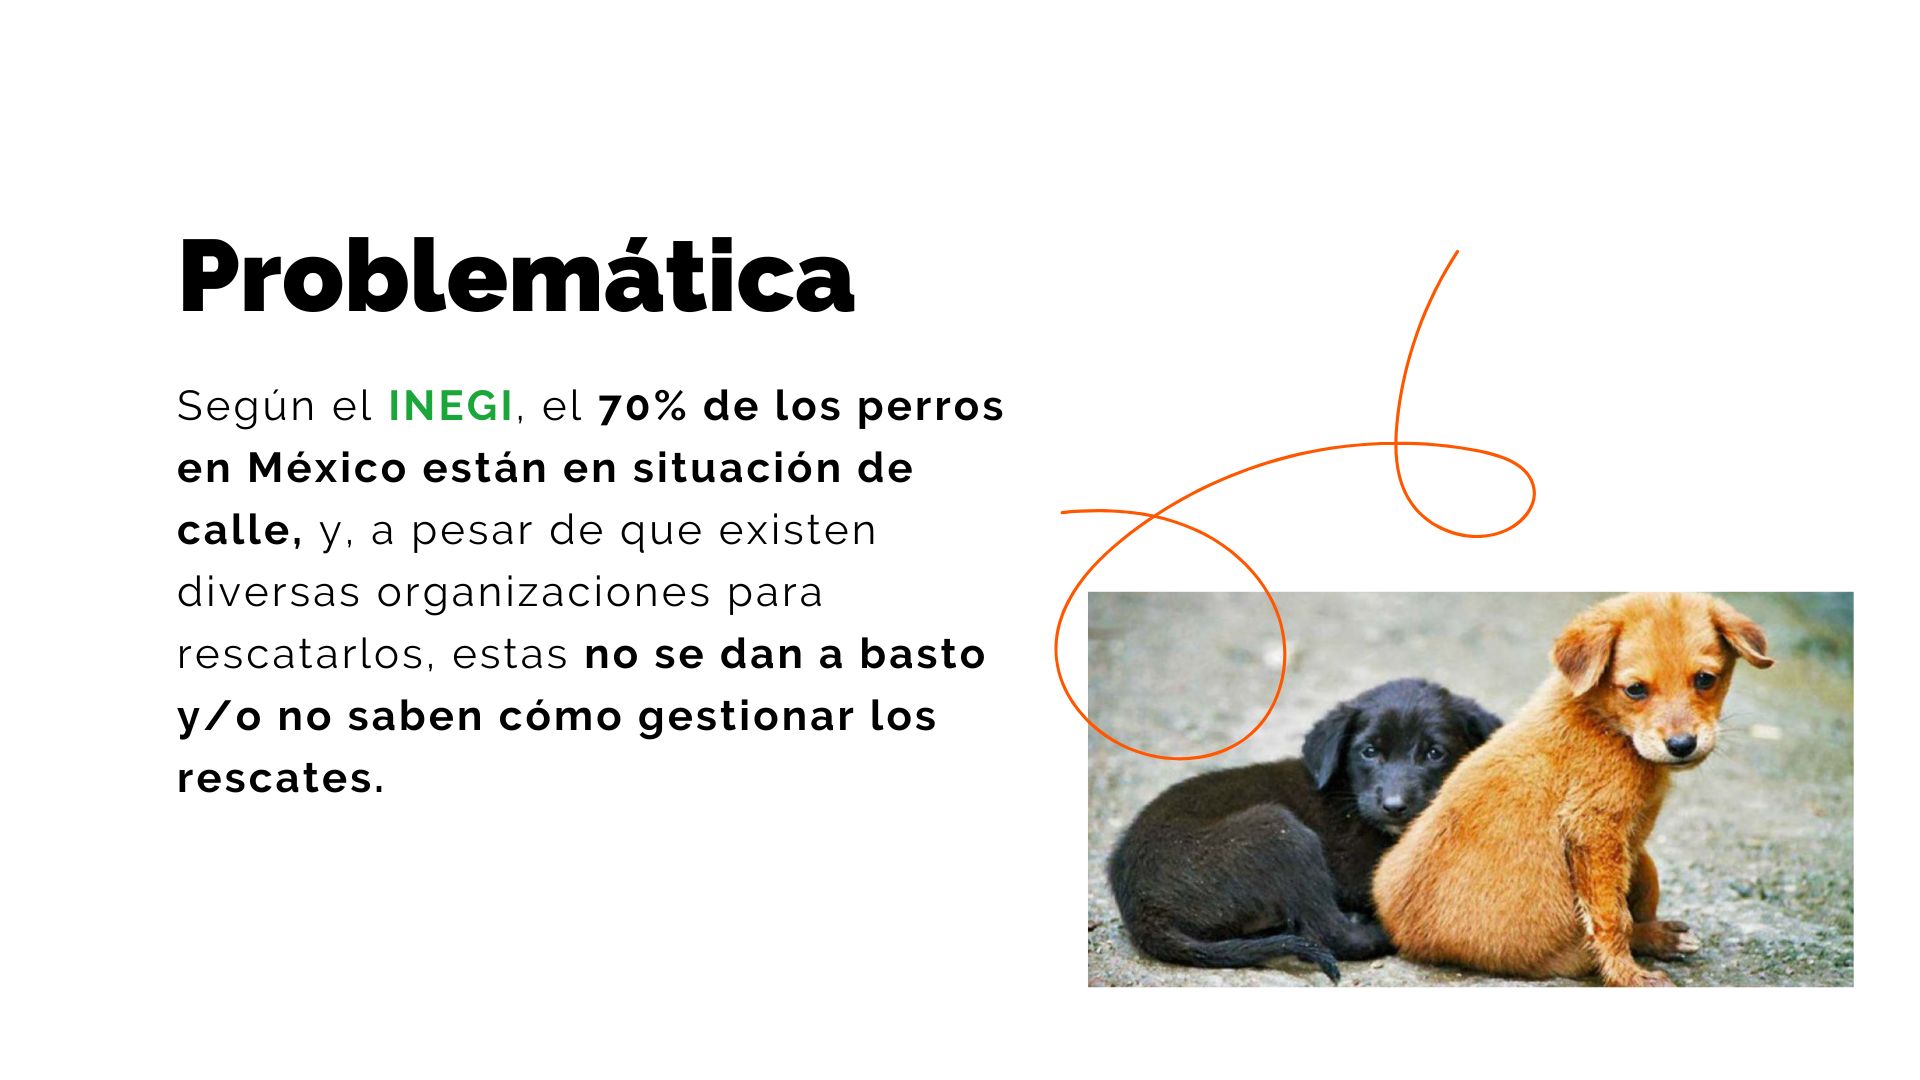 Problemática
Según el INEGI, el 70% de los perros
en México están en situación de
calle, y, a pesar de que existen
diversas organizaciones para
rescatarlos, estas no se dan a basto
y/o no saben cómo gestionar los
rescates.